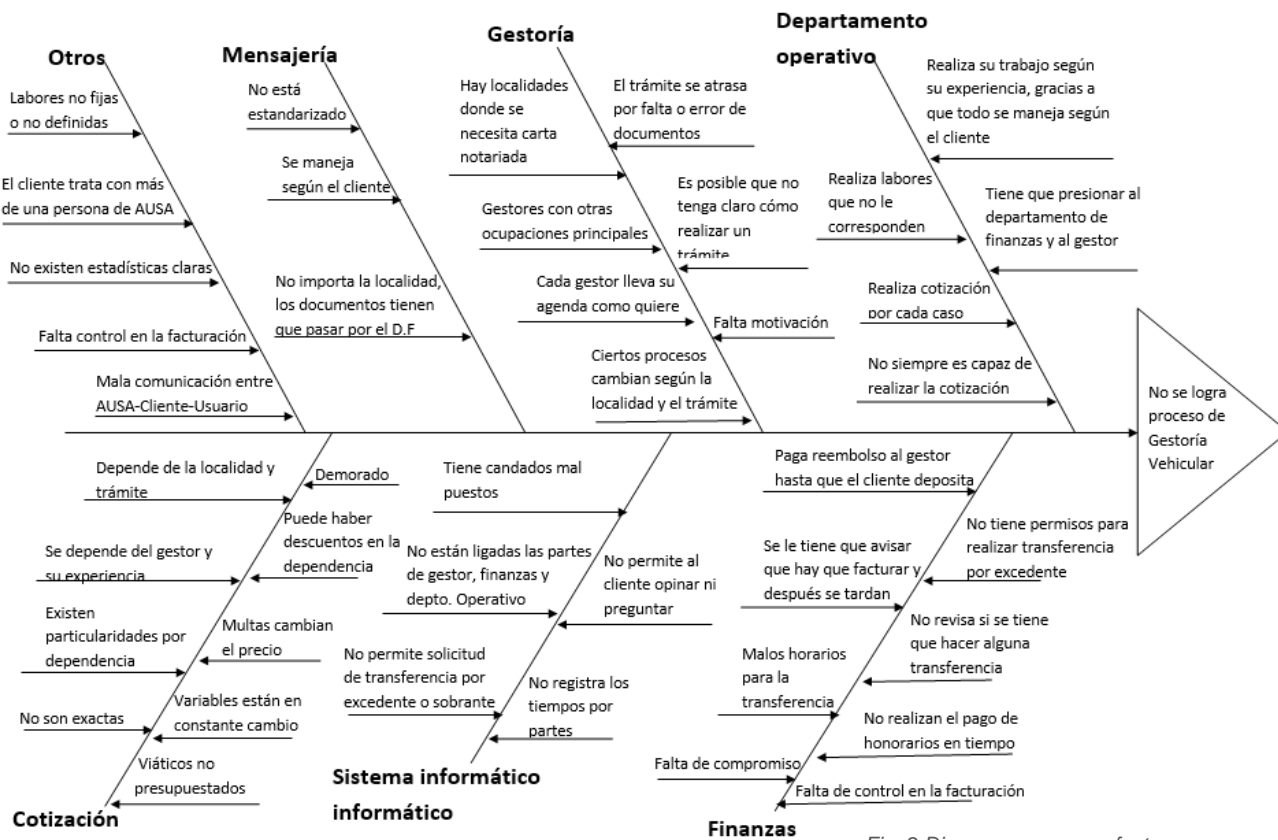 Otros
Labores no fijas
o no definidas
El cliente trata con más
de una persona de AUSA
No existen estadísticas claras
Falta control en la facturación
Mala comunicación entre
AUSA-Cliente-Usuario
Mensajería
No está
estandarizado
Se maneja
según el cliente
No importa la localidad,
los documentos tienen
que pasar por el D.F
Gestoría
Hay localidades
donde se
necesita carta
notariada
Gestores con otras
ocupaciones principales
Cada gestor lleva su
agenda como quiere
Ciertos procesos
cambian según la
localidad y el trámite
El trámite se atrasa
por falta o error de
documentos
Es posible que no
tenga claro cómo
realizar un
trámite
Falta motivación
Departamento
operativo
Realiza labores
que no le
corresponden
Realiza cotización
por cada caso
No siempre es capaz de
realizar la cotización
Realiza su trabajo según
su experiencia, gracias a
que todo se maneja según
el cliente
Tiene que presionar al
departamento de
finanzas y al gestor
No se logra
proceso de
Gestoría
Vehicular
Depende de la localidad y
trámite
Se depende del gestor y
su experiencia
Existen
particularidades por
dependencia
No son exactas
Demorado
Puede haber
descuentos en la
dependencia
Multas cambian
el precio
Variables están en
constante cambio
Viáticos no
presupuestados
Cotización
Tiene candados mal
puestos
No están ligadas las partes
de gestor, finanzas y
depto. Operativo
No permite solicitud
de transferencia por
excedente o sobrante
No permite al
cliente opinar ni
preguntar
No registra los
tiempos por
partes
Sistema informático
informático
Paga reembolso al gestor
hasta que el cliente deposita
Se le tiene que avisar
que hay que facturar y
después se tardan
Malos horarios
para la
transferencia
Falta de compromiso
No tiene permisos para
realizar transferencia
por excedente
No revisa si se tiene
que hacer alguna
transferencia
No realizan el pago de
honorarios en tiempo
Falta de control en la facturación
Finanzas